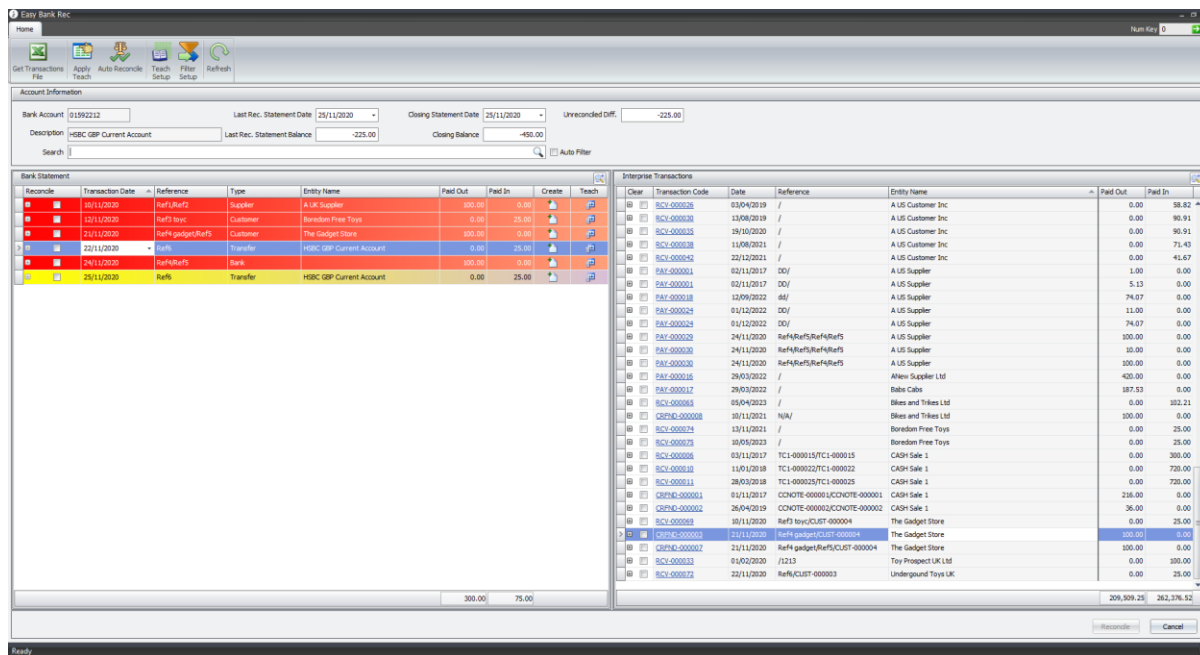 Easy Bank Rec
Home Num Key 0
Get Transactions File Apply Teach Auto Reconcile Teach Setup Filter Setup Refresh
Account Information
Bank Account 01592212 Last Rec. Statement Date 25/11/2020 Closing Statement Date 25/11/2020 Unreconciled Diff. -225.00
Description HSBC GBP Current Account Last Rec. Statement Balance -225.00 Closing Balance -450.00
Search Auto Filter
Bank Statement
Reconcile Transaction Date Reference Type Entity Name Paid Out Paid In Create Teach
10/11/2020 Ref1/Ref2 Supplier A UK Supplier 100.00 0.00
12/11/2020 Ref3 toyc Customer Boredom Free Toys 0.00 25.00
21/11/2020 Ref4 gadget/Ref5 Customer The Gadget Store 100.00 0.00
22/11/2020 Ref6 Transfer HSBC GBP Current Account 0.00 25.00
24/11/2020 Ref4/Ref5 Bank 100.00 0.00
25/11/2020 Ref6 Transfer HSBC GBP Current Account 0.00 25.00
300.00 75.00
Interprise Transactions
Clear Transaction Code Date Reference Entity Name Paid Out Paid In
RCV-000026 03/04/2019 / A US Customer Inc 0.00 58.82
RCV-000030 13/08/2019 / A US Customer Inc 0.00 90.91
RCV-000035 19/10/2020 / A US Customer Inc 0.00 90.91
RCV-000038 11/08/2021 / A US Customer Inc 0.00 71.43
RCV-000042 22/12/2021 / A US Customer Inc 0.00 41.67
PAY-000001 02/11/2017 DD/ A US Supplier 1.00 0.00
PAY-000001 02/11/2017 DD/ A US Supplier 5.13 0.00
PAY-000018 12/09/2022 dd/ A US Supplier 74.07 0.00
PAY-000024 01/12/2022 DD/ A US Supplier 11.00 0.00
PAY-000024 01/12/2022 DD/ A US Supplier 74.07 0.00
PAY-000029 24/11/2020 Ref4/Ref5/Ref4/Ref5 A US Supplier 100.00 0.00
PAY-000030 24/11/2020 Ref4/Ref5/Ref4/Ref5 A US Supplier 10.00 0.00
PAY-000030 24/11/2020 Ref4/Ref5/Ref4/Ref5 A US Supplier 100.00 0.00
PAY-000016 29/03/2022 / ANew Supplier Ltd 420.00 0.00
PAY-000017 29/03/2022 / Babs Cabs 187.53 0.00
RCV-000065 05/04/2023 / Bikes and Trikes Ltd 0.00 102.21
CRFND-000008 10/11/2021 N/A/ Bikes and Trikes Ltd 100.00 0.00
RCV-000074 13/11/2021 / Boredom Free Toys 0.00 25.00
RCV-000075 10/05/2023 / Boredom Free Toys 0.00 25.00
RCV-000006 03/11/2017 TC1-000015/TC1-000015 CASH Sale 1 0.00 300.00
RCV-000010 11/01/2018 TC1-000022/TC1-000022 CASH Sale 1 0.00 720.00
RCV-000011 28/03/2018 TC1-000025/TC1-000025 CASH Sale 1 0.00 720.00
CRFND-000001 01/11/2017 CCNOTE-000001/CCNOTE-000001 CASH Sale 1 216.00 0.00
CRFND-000002 26/04/2019 CCNOTE-000002/CCNOTE-000002 CASH Sale 1 36.00 0.00
RCV-000069 10/11/2020 Ref3 toyc/CUST-000004 The Gadget Store 0.00 25.00
CRFND-000003 21/11/2020 Ref4 gadget/CUST-000004 The Gadget Store 100.00 0.00
CRFND-000007 21/11/2020 Ref4 gadget/Ref5/CUST-000004 The Gadget Store 100.00 0.00
RCV-000033 01/02/2020 /1213 Toy Prospect UK Ltd 0.00 100.00
RCV-000072 22/11/2020 Ref6/CUST-000003 Undergound Toys UK 0.00 25.00
209,509.25 262,376.52
Reconcile Cancel
Ready